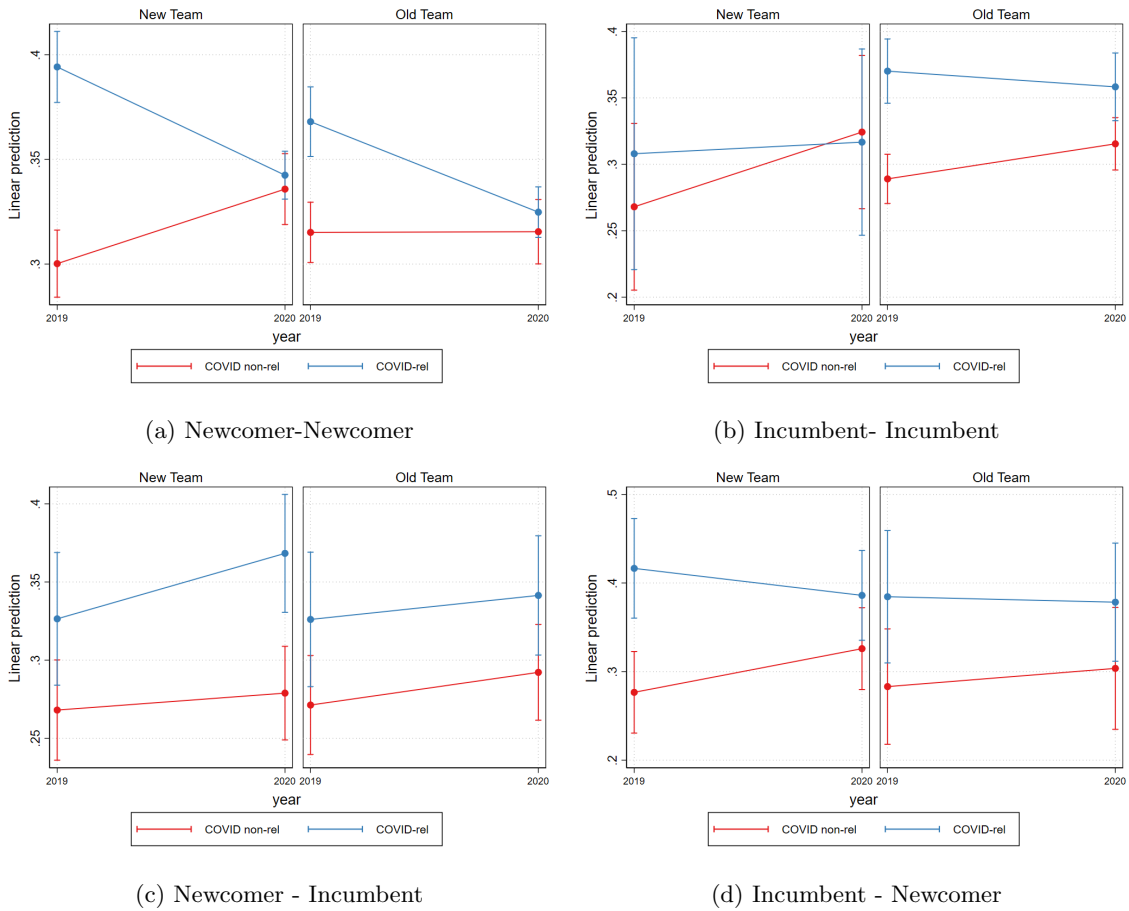 New Team Old Team
.4
.35
.3
Linear prediction
2019 2020 2019 2020
year
COVID non-rel COVID-rel
(a) Newcomer-Newcomer
New Team Old Team
.4
.35
.3
.25
.2
Linear prediction
2019 2020 2019 2020
year
COVID non-rel COVID-rel
(b) Incumbent- Incumbent
New Team Old Team
.4
.35
.3
.25
Linear prediction
2019 2020 2019 2020
year
COVID non-rel COVID-rel
(c) Newcomer - Incumbent
New Team Old Team
.5
.4
.3
.2
Linear prediction
2019 2020 2019 2020
year
COVID non-rel COVID-rel
(d) Incumbent - Newcomer